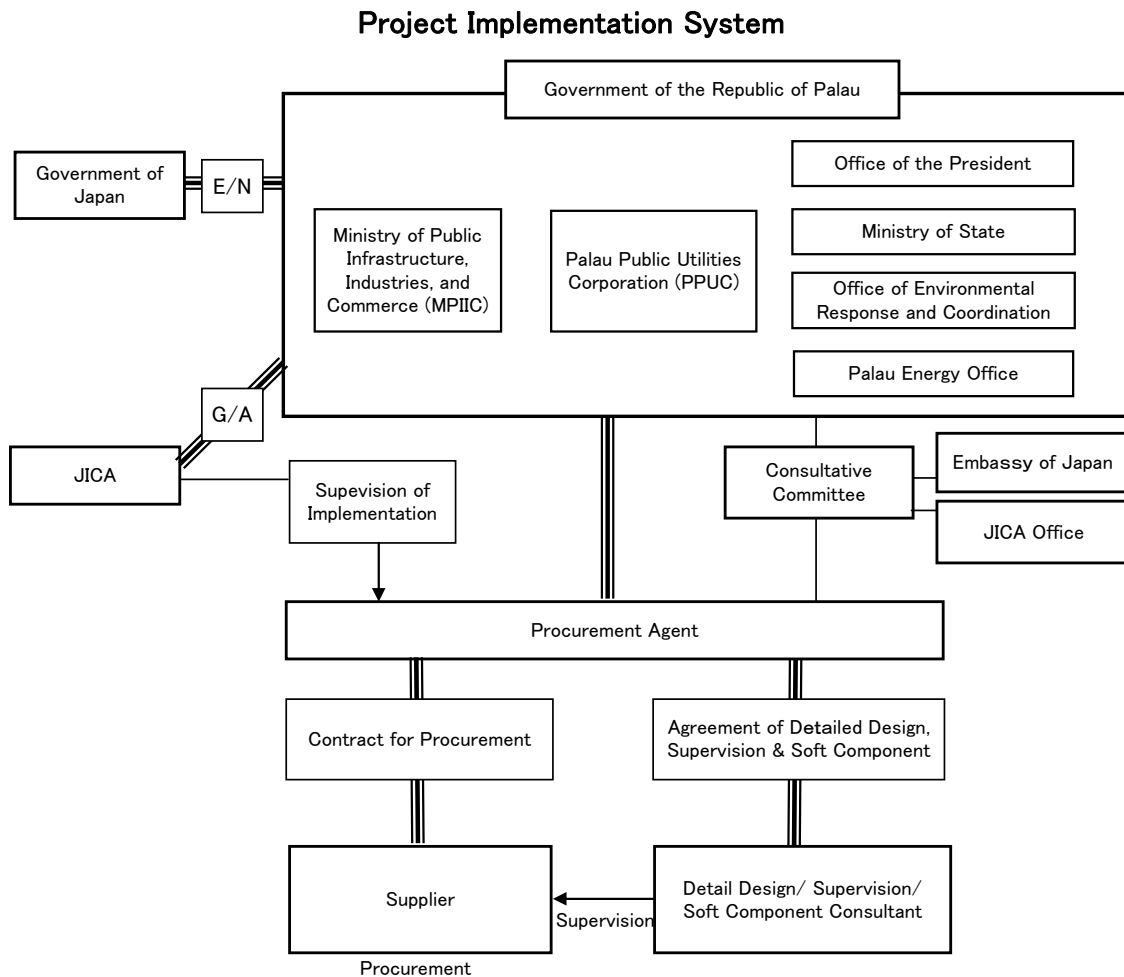 Project Implementation System
Government of the Republic of Palau
Government of
Japan
E/N
Office of the President
Ministry of Public
Infrastructure,
Industries, and
Commerce (MPIIC)
Palau Public Utilities
Corporation (PPUC)
Ministry of State
Office of Environmental
Response and Coordination
Palau Energy Office
G/A
JICA
Supevision of
Implementation
Consultative
Committee
Embassy of Japan
JICA Office
Procurement Agent
Contract for Procurement
Agreement of Detailed Design,
Supervision & Soft Component
Supplier
Supervision
Detail Design/ Supervision/
Soft Component Consultant
Procurement